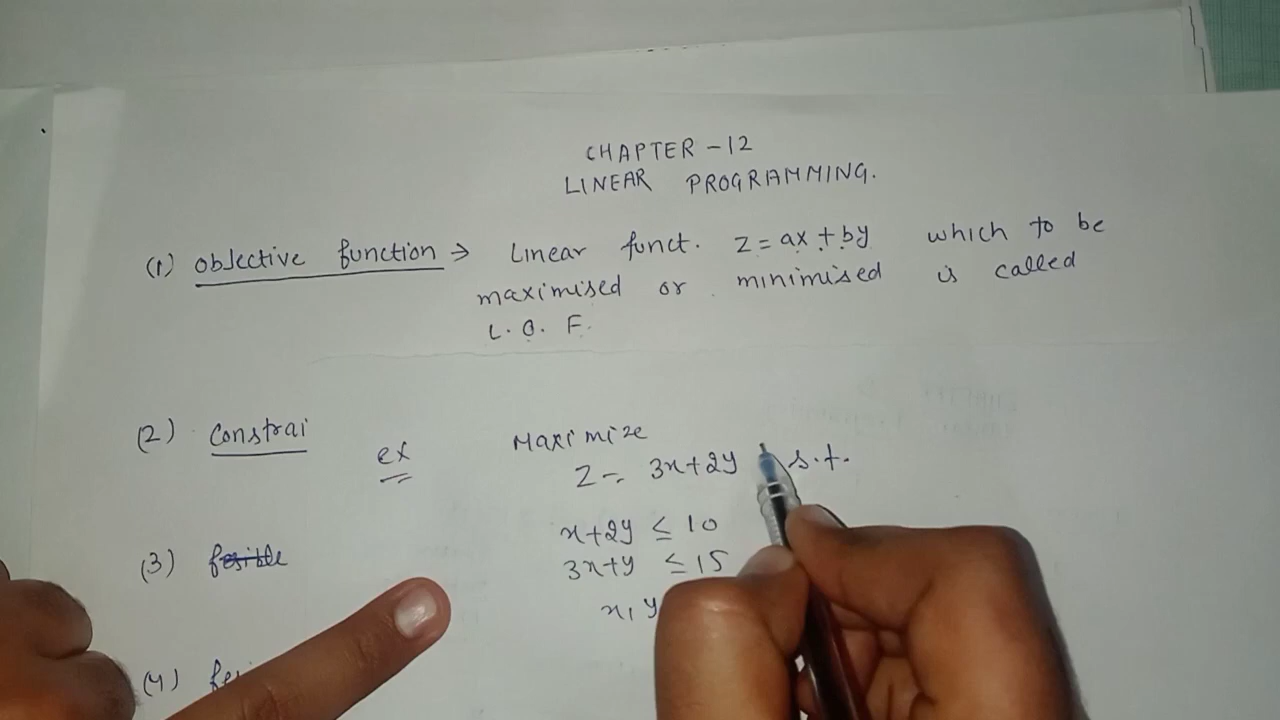 CHAPTER - 12
LINEAR PROGRAMMING.
(1) objective function → Linear funct. z = ax + by which to be
maximised or minimised is called
L. O. F.
(2) Constrai
ex
Maximize
Z = 3x+2y s.t.
x+2y ≤ 10
3x+y ≤ 15
x, y
(3)
(4)